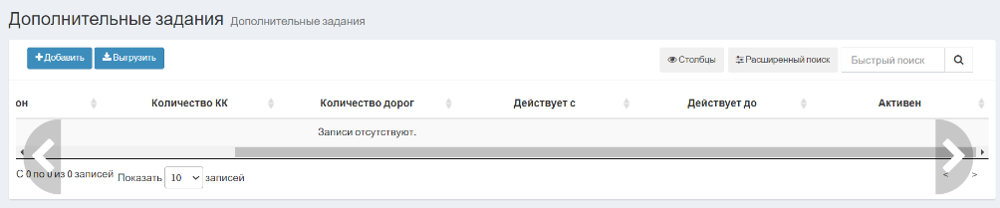 Дополнительные задания Дополнительные задания
Добавить Выгрузить Столбцы Расширенный поиск Быстрый поиск
он Количество КК Количество дорог Действует с Действует до Активен
Записи отсутствуют.
С 0 по 0 из 0 записей Показать 10 записей < >